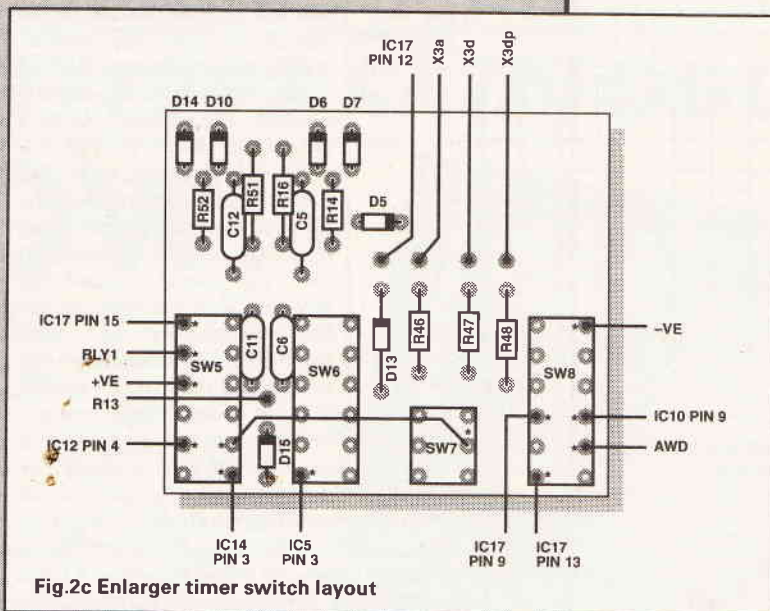 IC17
PIN 12
X3a
X3d
X3dp
D14 D10
D6 D7
R52
C12
R51
R16
C5
R14
D5
IC17 PIN 15
RLY1
+VE
R13
IC12 PIN 4
SW5
C11
C6
SW6
D15
D13
R46
R47
R48
SW7
SW8
–VE
IC10 PIN 9
AWD
IC14
PIN 3
IC5
PIN 3
IC17
PIN 9
IC17
PIN 13
Fig.2c Enlarger timer switch layout